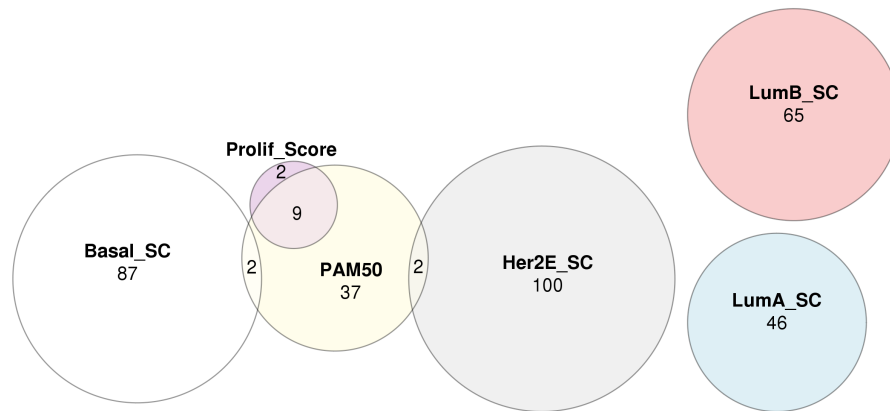 LumB_SC
65
Prolif_Score
2
9
Basal_SC
87
2
PAM50
37
2
Her2E_SC
100
LumA_SC
46